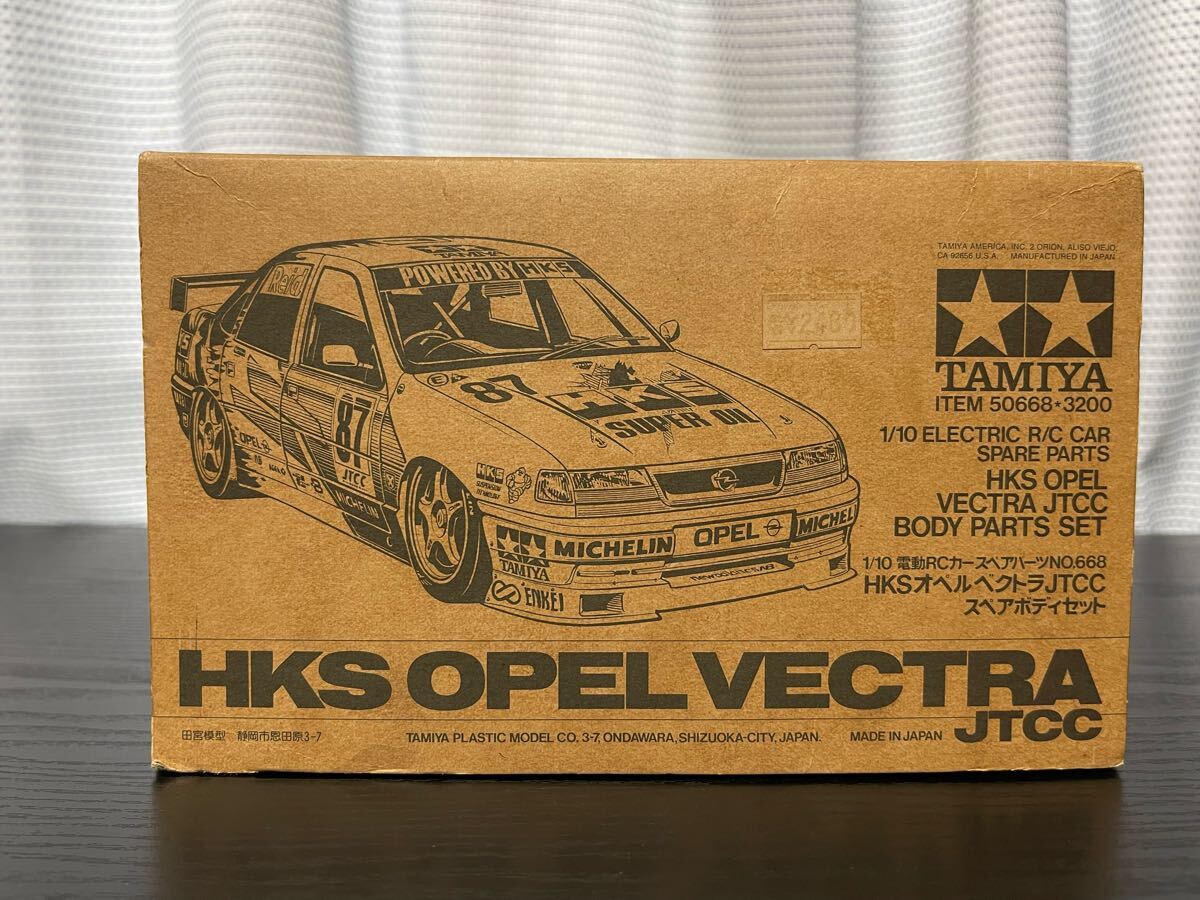 TAMIYA AMERICA, INC. 2 ORION, ALISO VIEJO,
CA 92656 U.S.A. MANUFACTURED IN JAPAN
TAMIYA
ITEM 50668★3200
1/10 ELECTRIC R/C CAR
SPARE PARTS
HKS OPEL
VECTRA JTCC
BODY PARTS SET
1/10 電動RCカースペアパーツNO.668
HKSオペルベクトラJTCC
スペアボディセット
POWERED BY HKS
Reid
87
HKS
SUPER OIL
87
JTCC
OPEL
MICHELIN
HKS
SUSPENSION
TECHNOLOGY
TAMIYA
MICHELIN
OPEL
MICHEL
ENKEI
HKS OPEL VECTRA
JTCC
田宮模型 静岡市恩田原3-7
TAMIYA PLASTIC MODEL CO. 3-7, ONDAWARA, SHIZUOKA-CITY, JAPAN.
MADE IN JAPAN